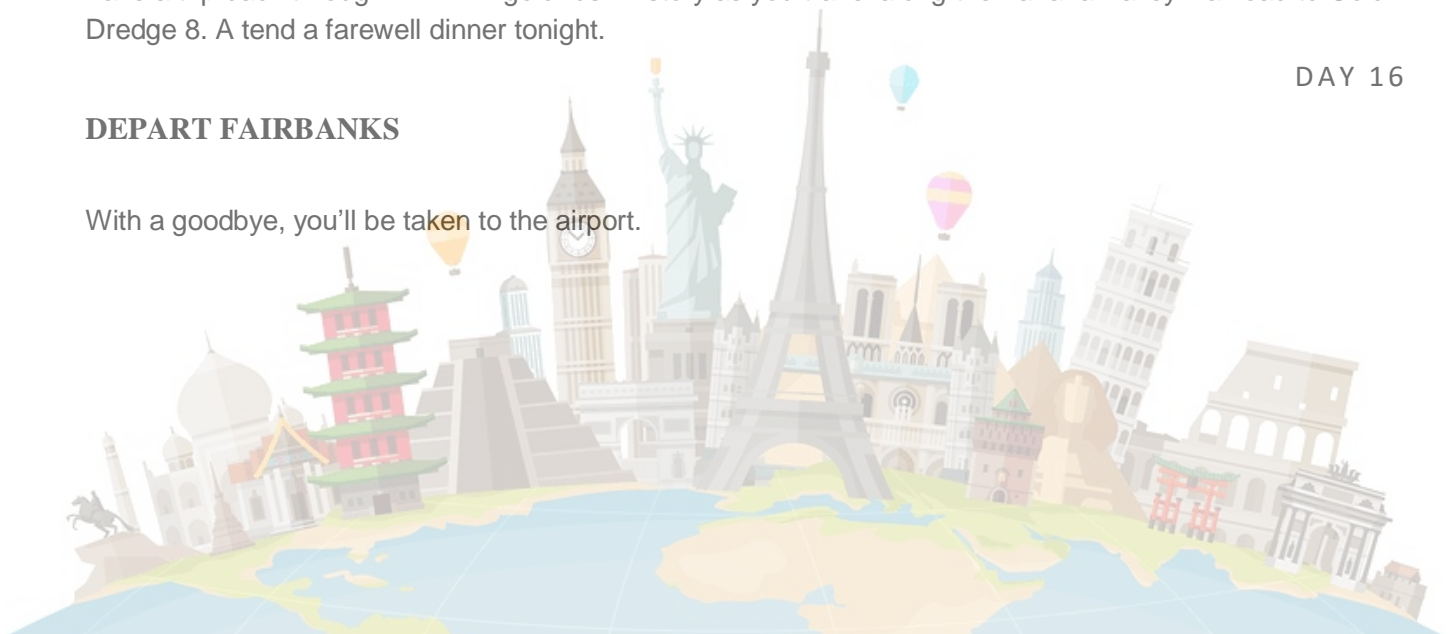 Dredge 8. A tend a farewell dinner tonight.
DAY 16
DEPART FAIRBANKS
With a goodbye, you’ll be taken to the airport.